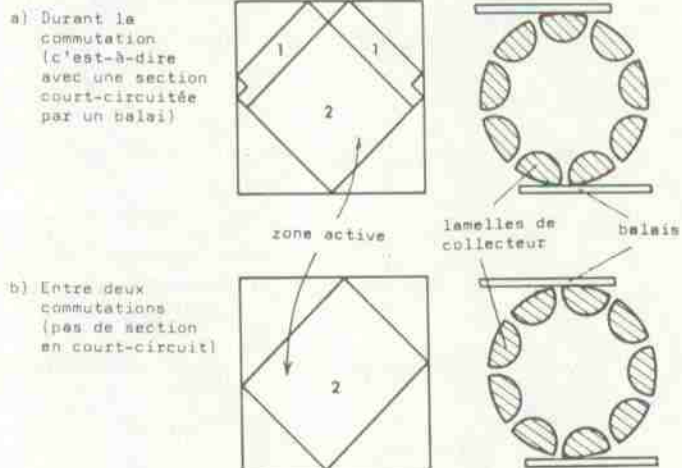 a) Durant la
commutation
(c'est-à-dire
avec une section
court-circuitée
par un balai)
1
1
2
zone active
lamelles de
collecteur
balais
b) Entre deux
commutations
(pas de section
en court-circuit)
2